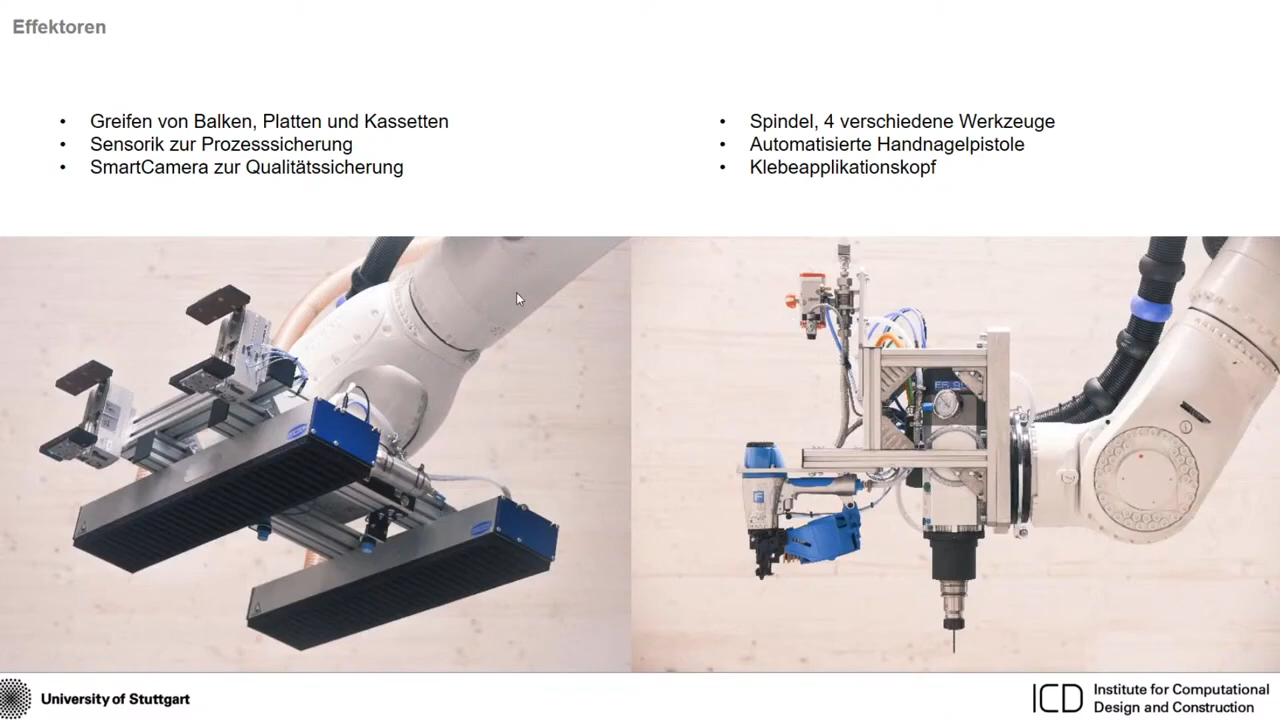 Effektoren
• Greifen von Balken, Platten und Kassetten
• Sensorik zur Prozesssicherung
• SmartCamera zur Qualitätssicherung
• Spindel, 4 verschiedene Werkzeuge
• Automatisierte Handnagelpistole
• Klebeapplikationskopf
University of Stuttgart
ICD
Institute for Computational
Design and Construction